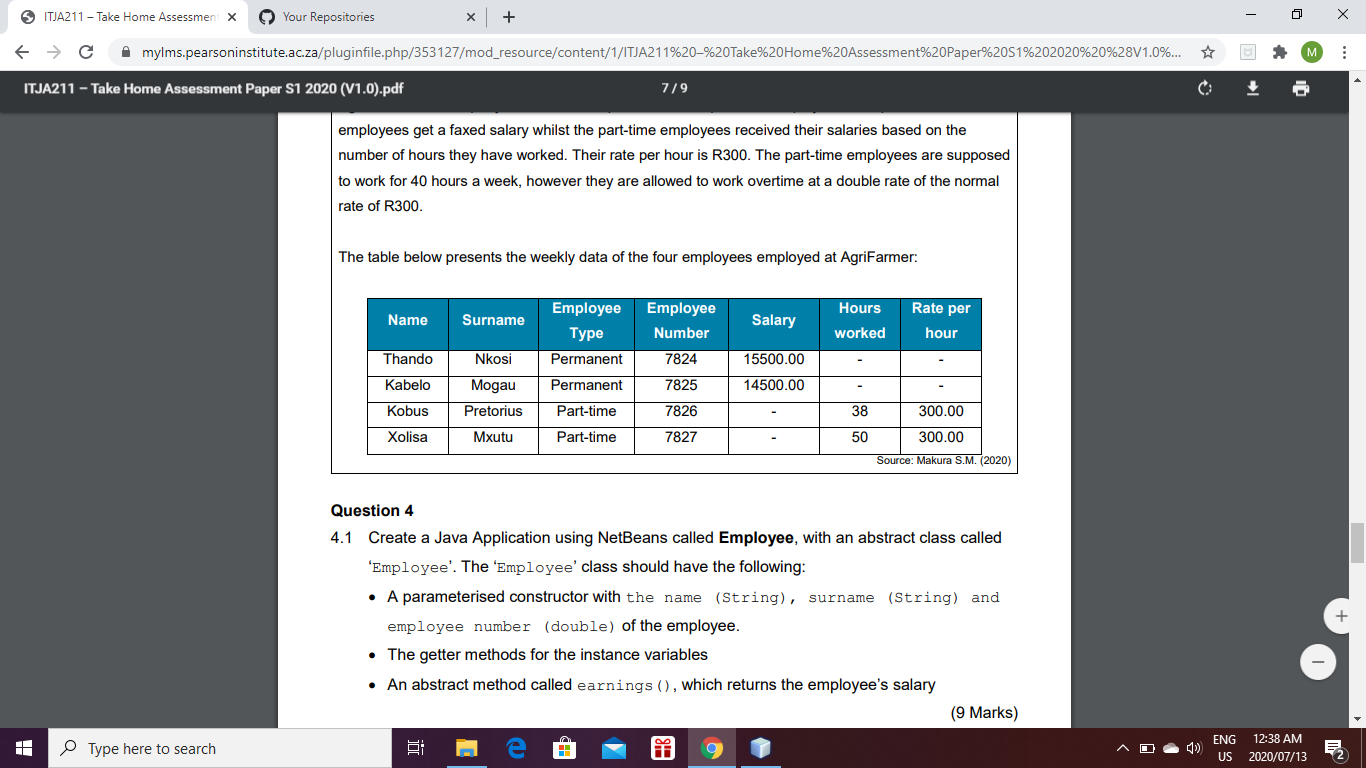 ITJA211 – Take Home Assessment
Your Repositories
mylms.pearsoninstitute.ac.za/pluginfile.php/353127/mod_resource/content/1/ITJA211%20-%20Take%20Home%20Assessment%20Paper%20S1%202020%20%28V1.0%...
M
ITJA211 – Take Home Assessment Paper S1 2020 (V1.0).pdf
7 / 9
employees get a faxed salary whilst the part-time employees received their salaries based on the
number of hours they have worked. Their rate per hour is R300. The part-time employees are supposed
to work for 40 hours a week, however they are allowed to work overtime at a double rate of the normal
rate of R300.
The table below presents the weekly data of the four employees employed at AgriFarmer:
Name Surname Employee Type Employee Number Salary Hours worked Rate per hour
Thando Nkosi Permanent 7824 15500.00 - -
Kabelo Mogau Permanent 7825 14500.00 - -
Kobus Pretorius Part-time 7826 - 38 300.00
Xolisa Mxutu Part-time 7827 - 50 300.00
Source: Makura S.M. (2020)
Question 4
4.1 Create a Java Application using NetBeans called Employee, with an abstract class called
‘Employee’. The ‘Employee’ class should have the following:
• A parameterised constructor with the name (String), surname (String) and
employee number (double) of the employee.
• The getter methods for the instance variables
• An abstract method called earnings(), which returns the employee’s salary
(9 Marks)
Type here to search
ENG
US
12:38 AM
2020/07/13
2